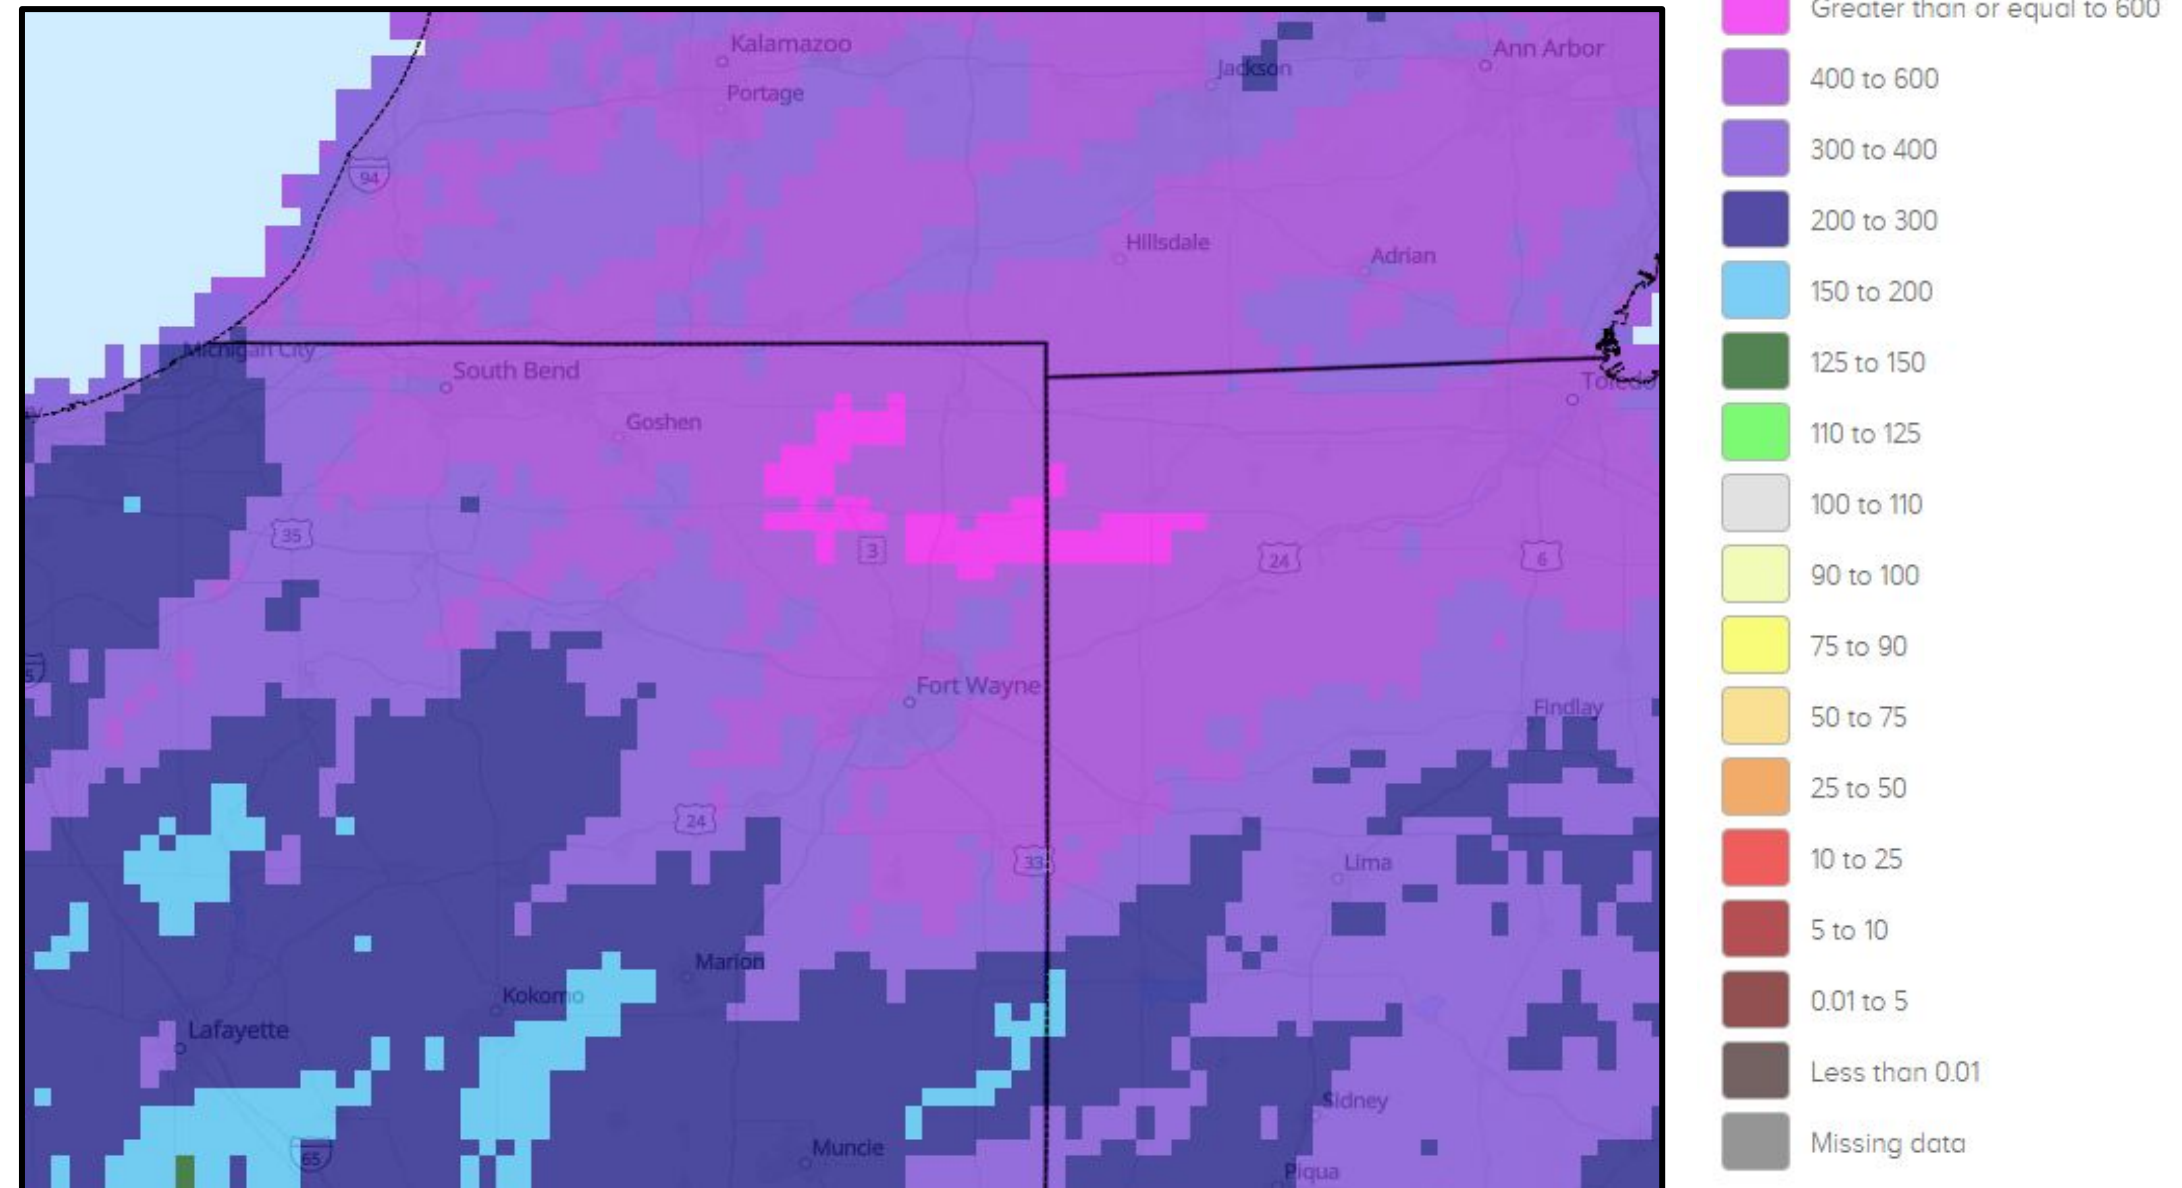 Kalamazoo
Jackson
Ann Arbor
Portage
94
Hillsdale
Adrian
Michigan City
South Bend
Toledo
Goshen
35
3
24
6
Fort Wayne
Findlay
24
33
Lima
Marion
Kokomo
Lafayette
Sidney
Muncie
65
Piqua
Greater than or equal to 600
400 to 600
300 to 400
200 to 300
150 to 200
125 to 150
110 to 125
100 to 110
90 to 100
75 to 90
50 to 75
25 to 50
10 to 25
5 to 10
0.01 to 5
Less than 0.01
Missing data